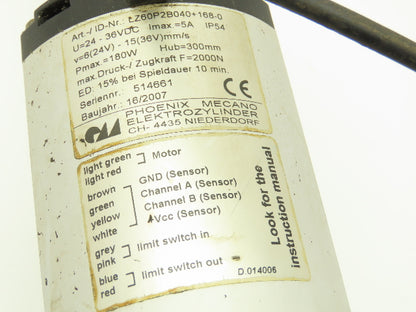 Art.-/ ID-Nr.: LZ60P2B040+168-0
U=24 - 36VDC Imax.=5A IP54
v=6(24V) - 15(36V)mm/s
Pmax.=180W Hub=300mm
max.Druck-/ Zugkraft F=2000N
ED: 15% bei Spieldauer 10 min.
Seriennr.: 514661
Baujahr: 16/2007
CE
PHOENIX MECANO
ELEKTROZYLINDER
CH- 4435 NIEDERDORF
light green
light red
Motor
brown GND (Sensor)
green Channel A (Sensor)
yellow Channel B (Sensor)
white +Vcc (Sensor)
grey
pink
limit switch in
blue
red
limit switch out
Look for the
instruction manual
D.014006